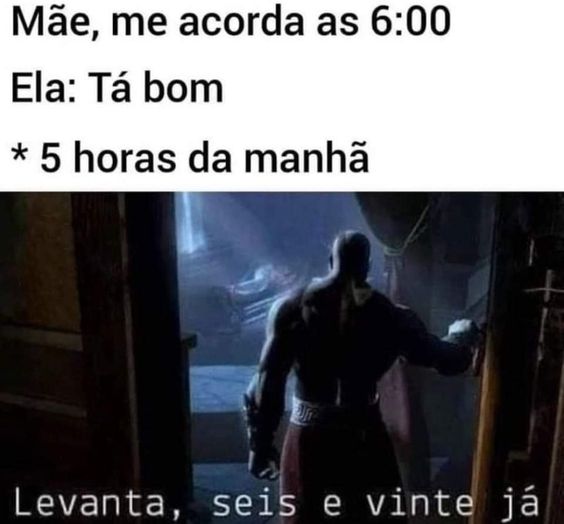 Mãe, me acorda as 6:00
Ela: Tá bom
* 5 horas da manhã
Levanta, seis e vinte já